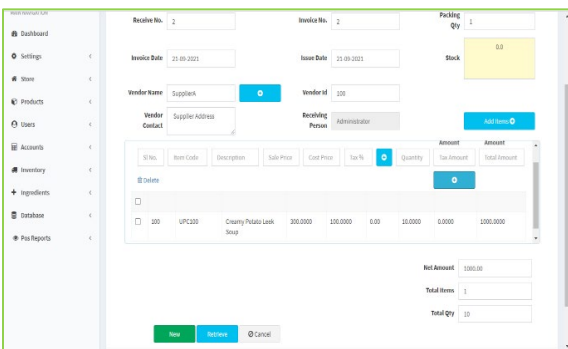 Receive No. 2 Invoice No. 2 Packing Qty 1
Dashboard
Settings
Invoice Date 21-09-2021 Issue Date 21-09-2021 Stock 0.0
Store
Vendor Name SupplierA Vendor Id 100
Products
Vendor Contact Supplier Address Receiving Person Administrator Add Items
Users
Accounts
Amount Amount
Sl No. Item Code Description Sale Price Cost Price Tax % Quantity Tax Amount Total Amount
Inventory
Delete
Ingredients
Database
100 UPC100 Creamy Potato Leek Soup 300.0000 100.0000 0.00 10.0000 0.0000 1000.0000
Pos Reports
Net Amount 1000.00
Total Items 1
Total Qty 10
New Retrieve Cancel